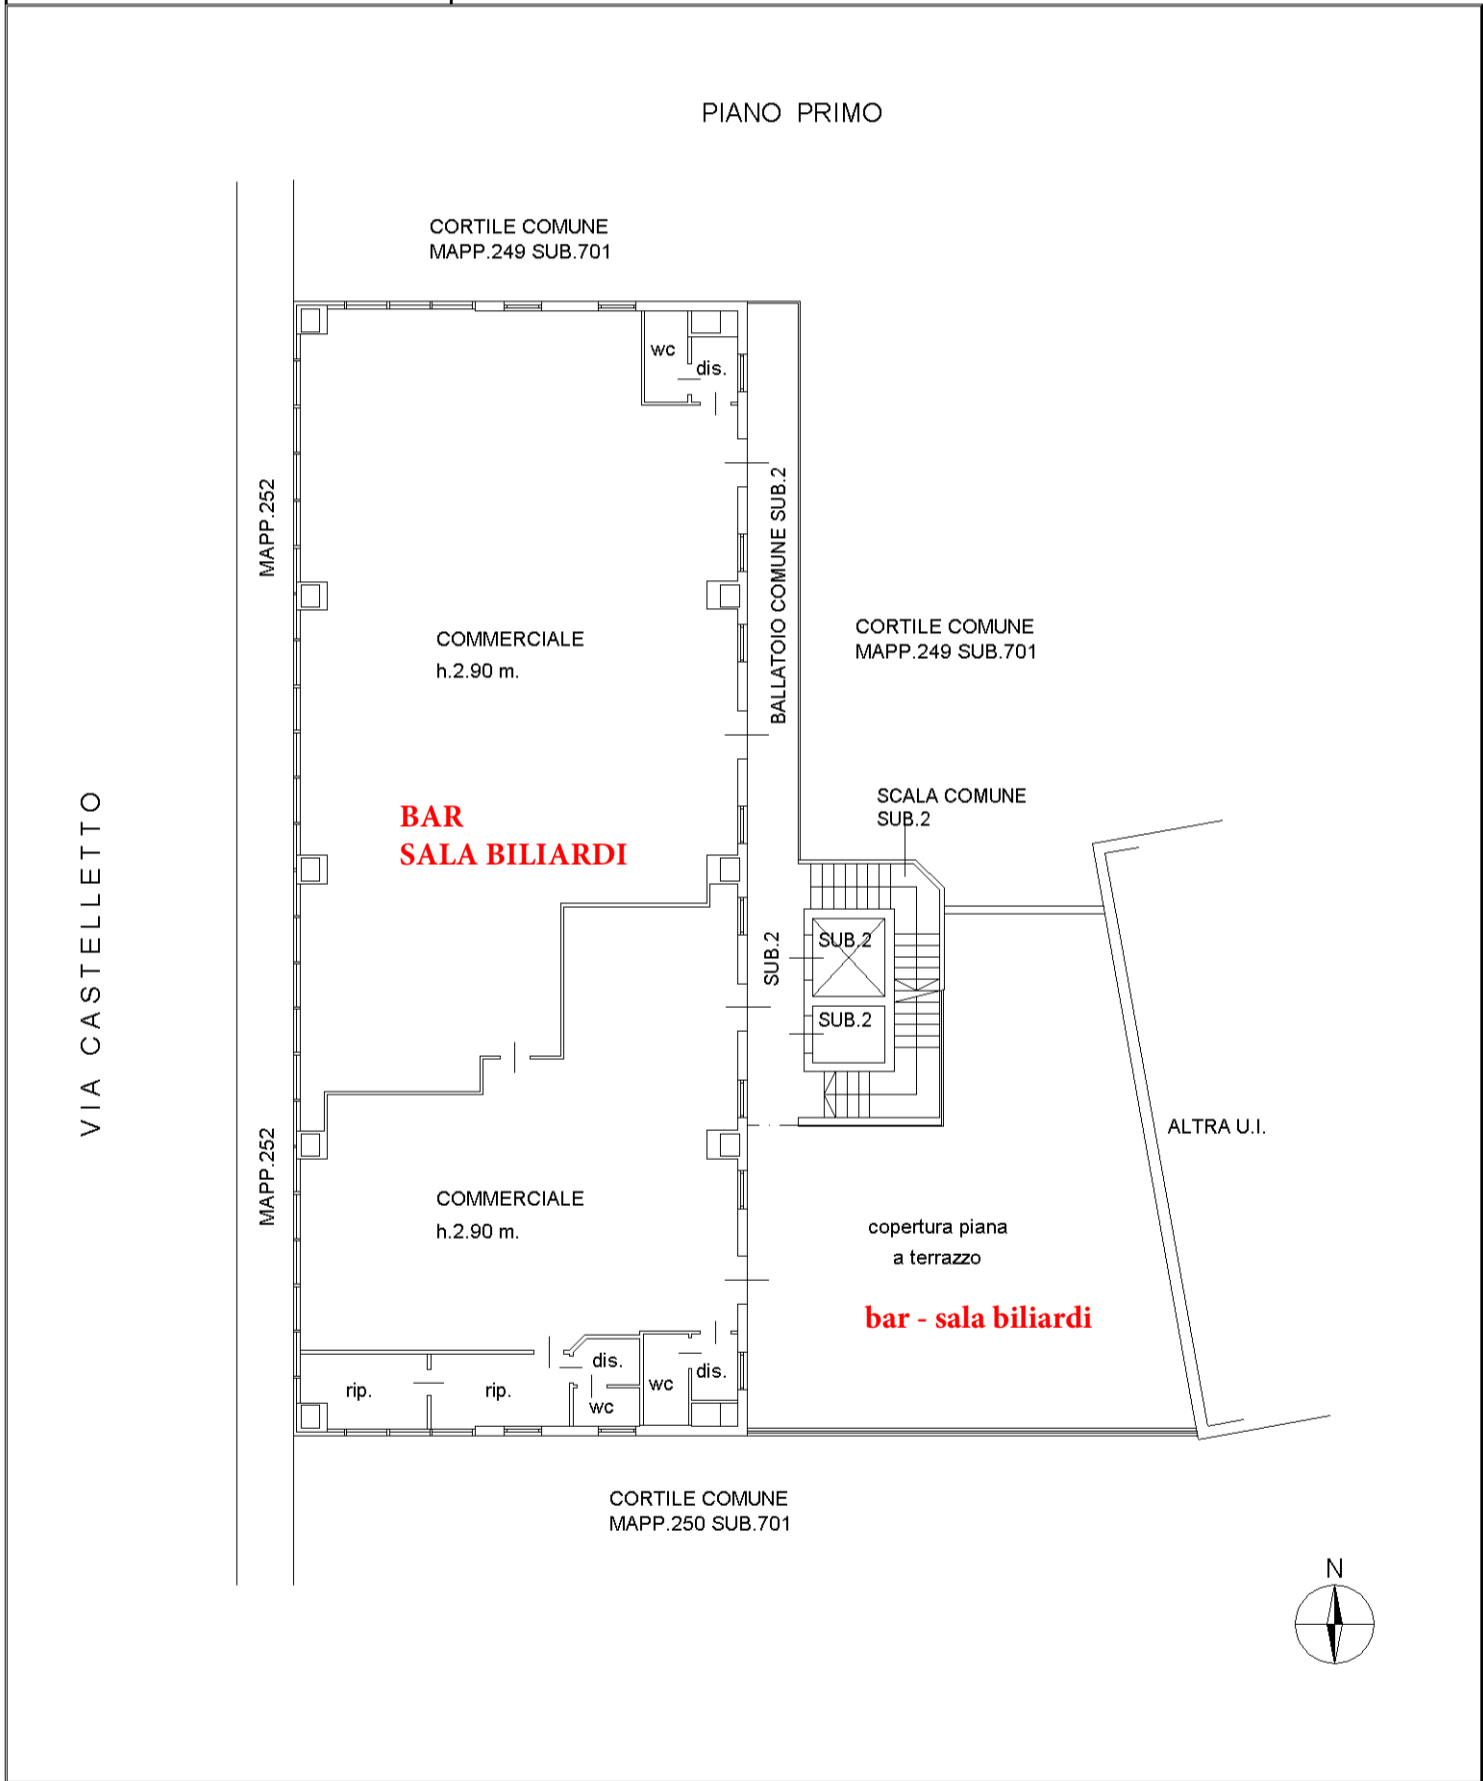 PIANO PRIMO
CORTILE COMUNE
MAPP.249 SUB.701
wc
dis.
MAPP.252
BALLATOIO COMUNE SUB.2
COMMERCIALE
h.2.90 m.
CORTILE COMUNE
MAPP.249 SUB.701
VIA CASTELLETTO
BAR
SALA BILIARDI
SCALA COMUNE
SUB.2
SUB.2
SUB.2
SUB.2
MAPP.252
COMMERCIALE
h.2.90 m.
ALTRA U.I.
copertura piana
a terrazzo
bar - sala biliardi
rip.
rip.
dis.
wc
wc
dis.
CORTILE COMUNE
MAPP.250 SUB.701
N